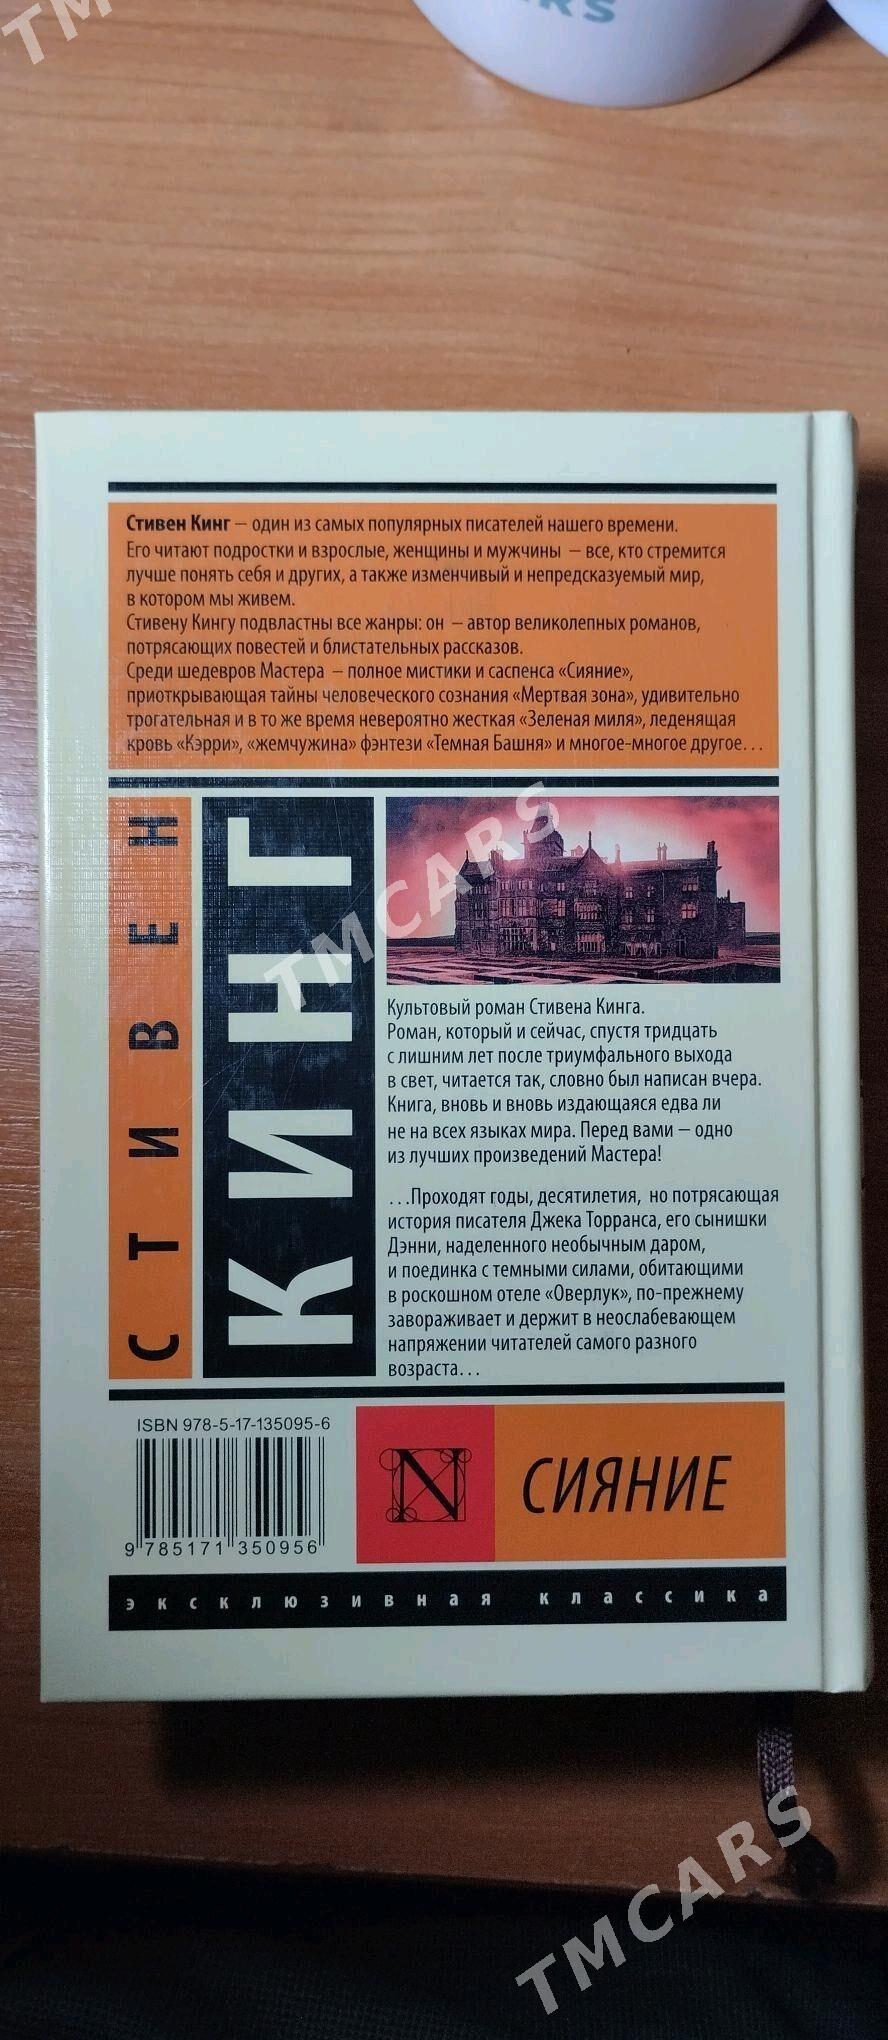 Стивен Кинг – один из самых популярных писателей нашего времени.
Его читают подростки и взрослые, женщины и мужчины – все, кто стремится
лучше понять себя и других, а также изменчивый и непредсказуемый мир,
в котором мы живем.
Стивену Кингу подвластны все жанры: он – автор великолепных романов,
потрясающих повестей и блистательных рассказов.
Среди шедевров Мастера – полное мистики и саспенса «Сияние»,
приоткрывающая тайны человеческого сознания «Мертвая зона», удивительно
трогательная и в то же время невероятно жесткая «Зеленая миля», леденящая
кровь «Кэрри», «жемчужина» фэнтези «Темная Башня» и многое-многое другое…
СТИВЕН
КИНГ
Культовый роман Стивена Кинга.
Роман, который и сейчас, спустя тридцать
с лишним лет после триумфального выхода
в свет, читается так, словно был написан вчера.
Книга, вновь и вновь издающаяся едва ли
не на всех языках мира. Перед вами – одно
из лучших произведений Мастера!
…Проходят годы, десятилетия, но потрясающая
история писателя Джека Торранса, его сынишки
Дэнни, наделенного необычным даром,
и поединка с темными силами, обитающими
в роскошном отеле «Оверлук», по-прежнему
завораживает и держит в неослабевающем
напряжении читателей самого разного
возраста…
ISBN 978-5-17-135095-6
9 785171 350956
N
СИЯНИЕ
эксклюзивная классика
TMCARS
TMCARS